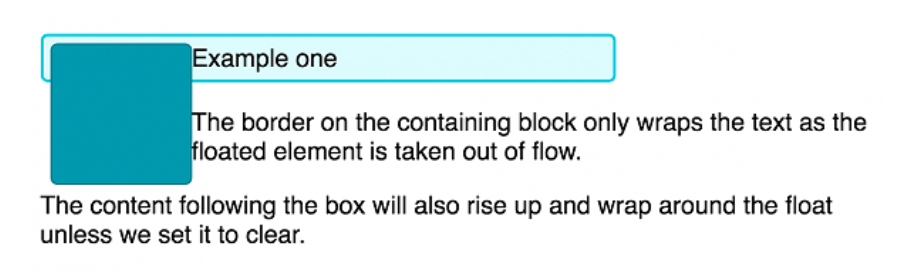 Example one
The border on the containing block only wraps the text as the
floated element is taken out of flow.
The content following the box will also rise up and wrap around the float
unless we set it to clear.